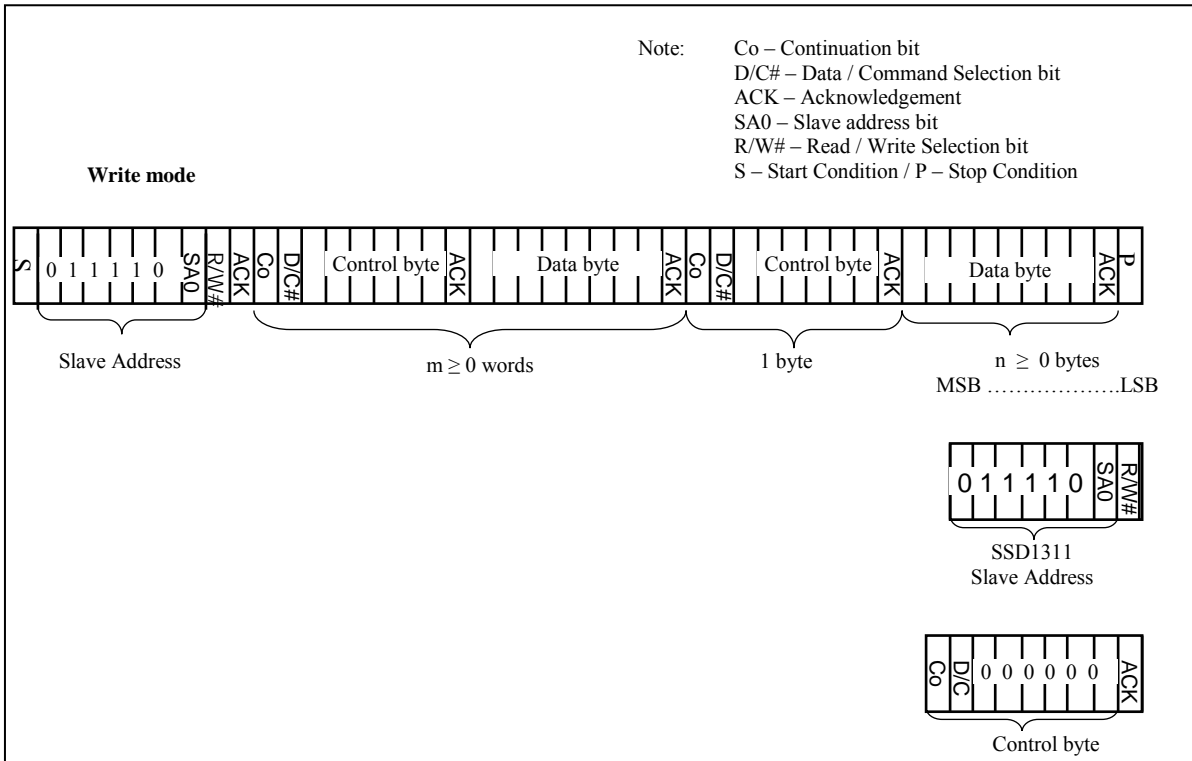 Note: Co – Continuation bit
D/C# – Data / Command Selection bit
ACK – Acknowledgement
SA0 – Slave address bit
R/W# – Read / Write Selection bit
S – Start Condition / P – Stop Condition
Write mode
S 0 1 1 1 1 0 SA0 R/W# ACK Co D/C# Control byte ACK Data byte ACK Co D/C# Control byte ACK Data byte ACK P
Slave Address m ≥ 0 words 1 byte n ≥ 0 bytes
MSB ………………….LSB
0 1 1 1 1 0 SA0 R/W#
SSD1311
Slave Address
Co D/C 0 0 0 0 0 0 ACK
Control byte